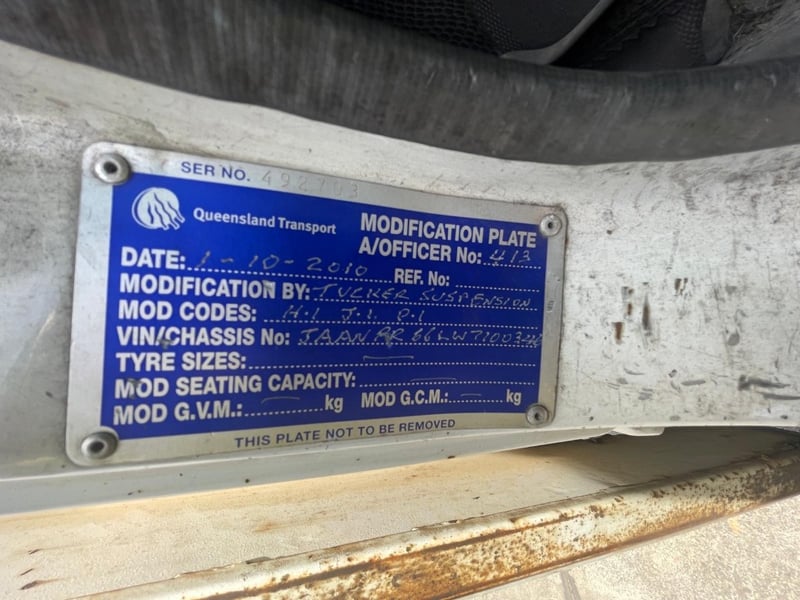 SER NO. 492703
Queensland Transport
MODIFICATION PLATE
A/OFFICER No: 413
DATE: 1-10-2010 REF. No:
MODIFICATION BY: TUCKER SUSPENSION
MOD CODES: H.1 J.1. P.1
VIN/CHASSIS No:
TYRE SIZES: —
MOD SEATING CAPACITY: —
MOD G.V.M.: — kg MOD G.C.M.: — kg
THIS PLATE NOT TO BE REMOVED